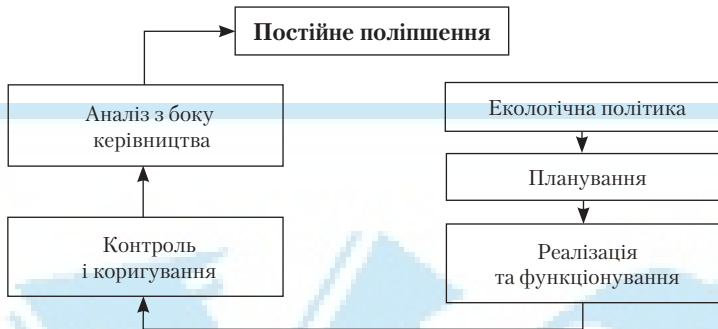 Постійне поліпшення
Аналіз з боку
керівництва
Екологічна політика
Планування
Контроль
і коригування
Реалізація
та функціонування